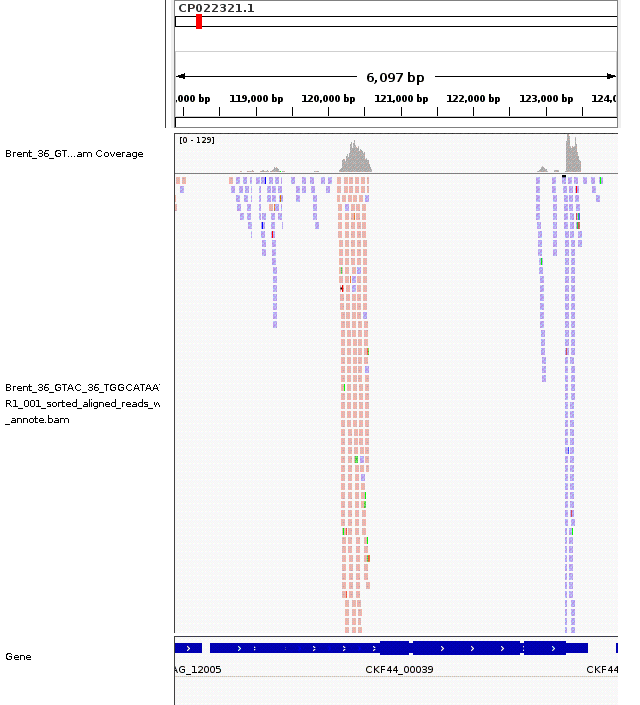 CP022321.1
6,097 bp
,000 bp 119,000 bp 120,000 bp 121,000 bp 122,000 bp 123,000 bp 124,0
[0 - 129]
Brent_36_GT...am Coverage
Brent_36_GTAC_36_TGGCATAA
R1_001_sorted_aligned_reads_w
_annote.bam
Gene
AG_12005 CKF44_00039 CKF44